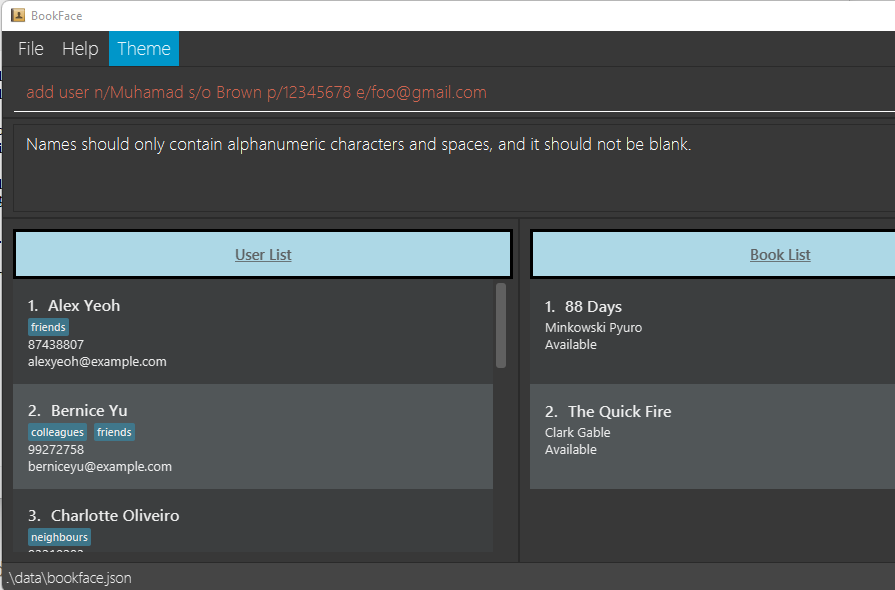 BookFace
File Help Theme
add user n/Muhamad s/o Brown p/12345678 e/foo@gmail.com
Names should only contain alphanumeric characters and spaces, and it should not be blank.
User List
1. Alex Yeoh
friends
87438807
alexyeoh@example.com
2. Bernice Yu
colleagues friends
99272758
berniceyu@example.com
3. Charlotte Oliveiro
neighbours
Book List
1. 88 Days
Minkowski Pyuro
Available
2. The Quick Fire
Clark Gable
Available
.\data\bookface.json